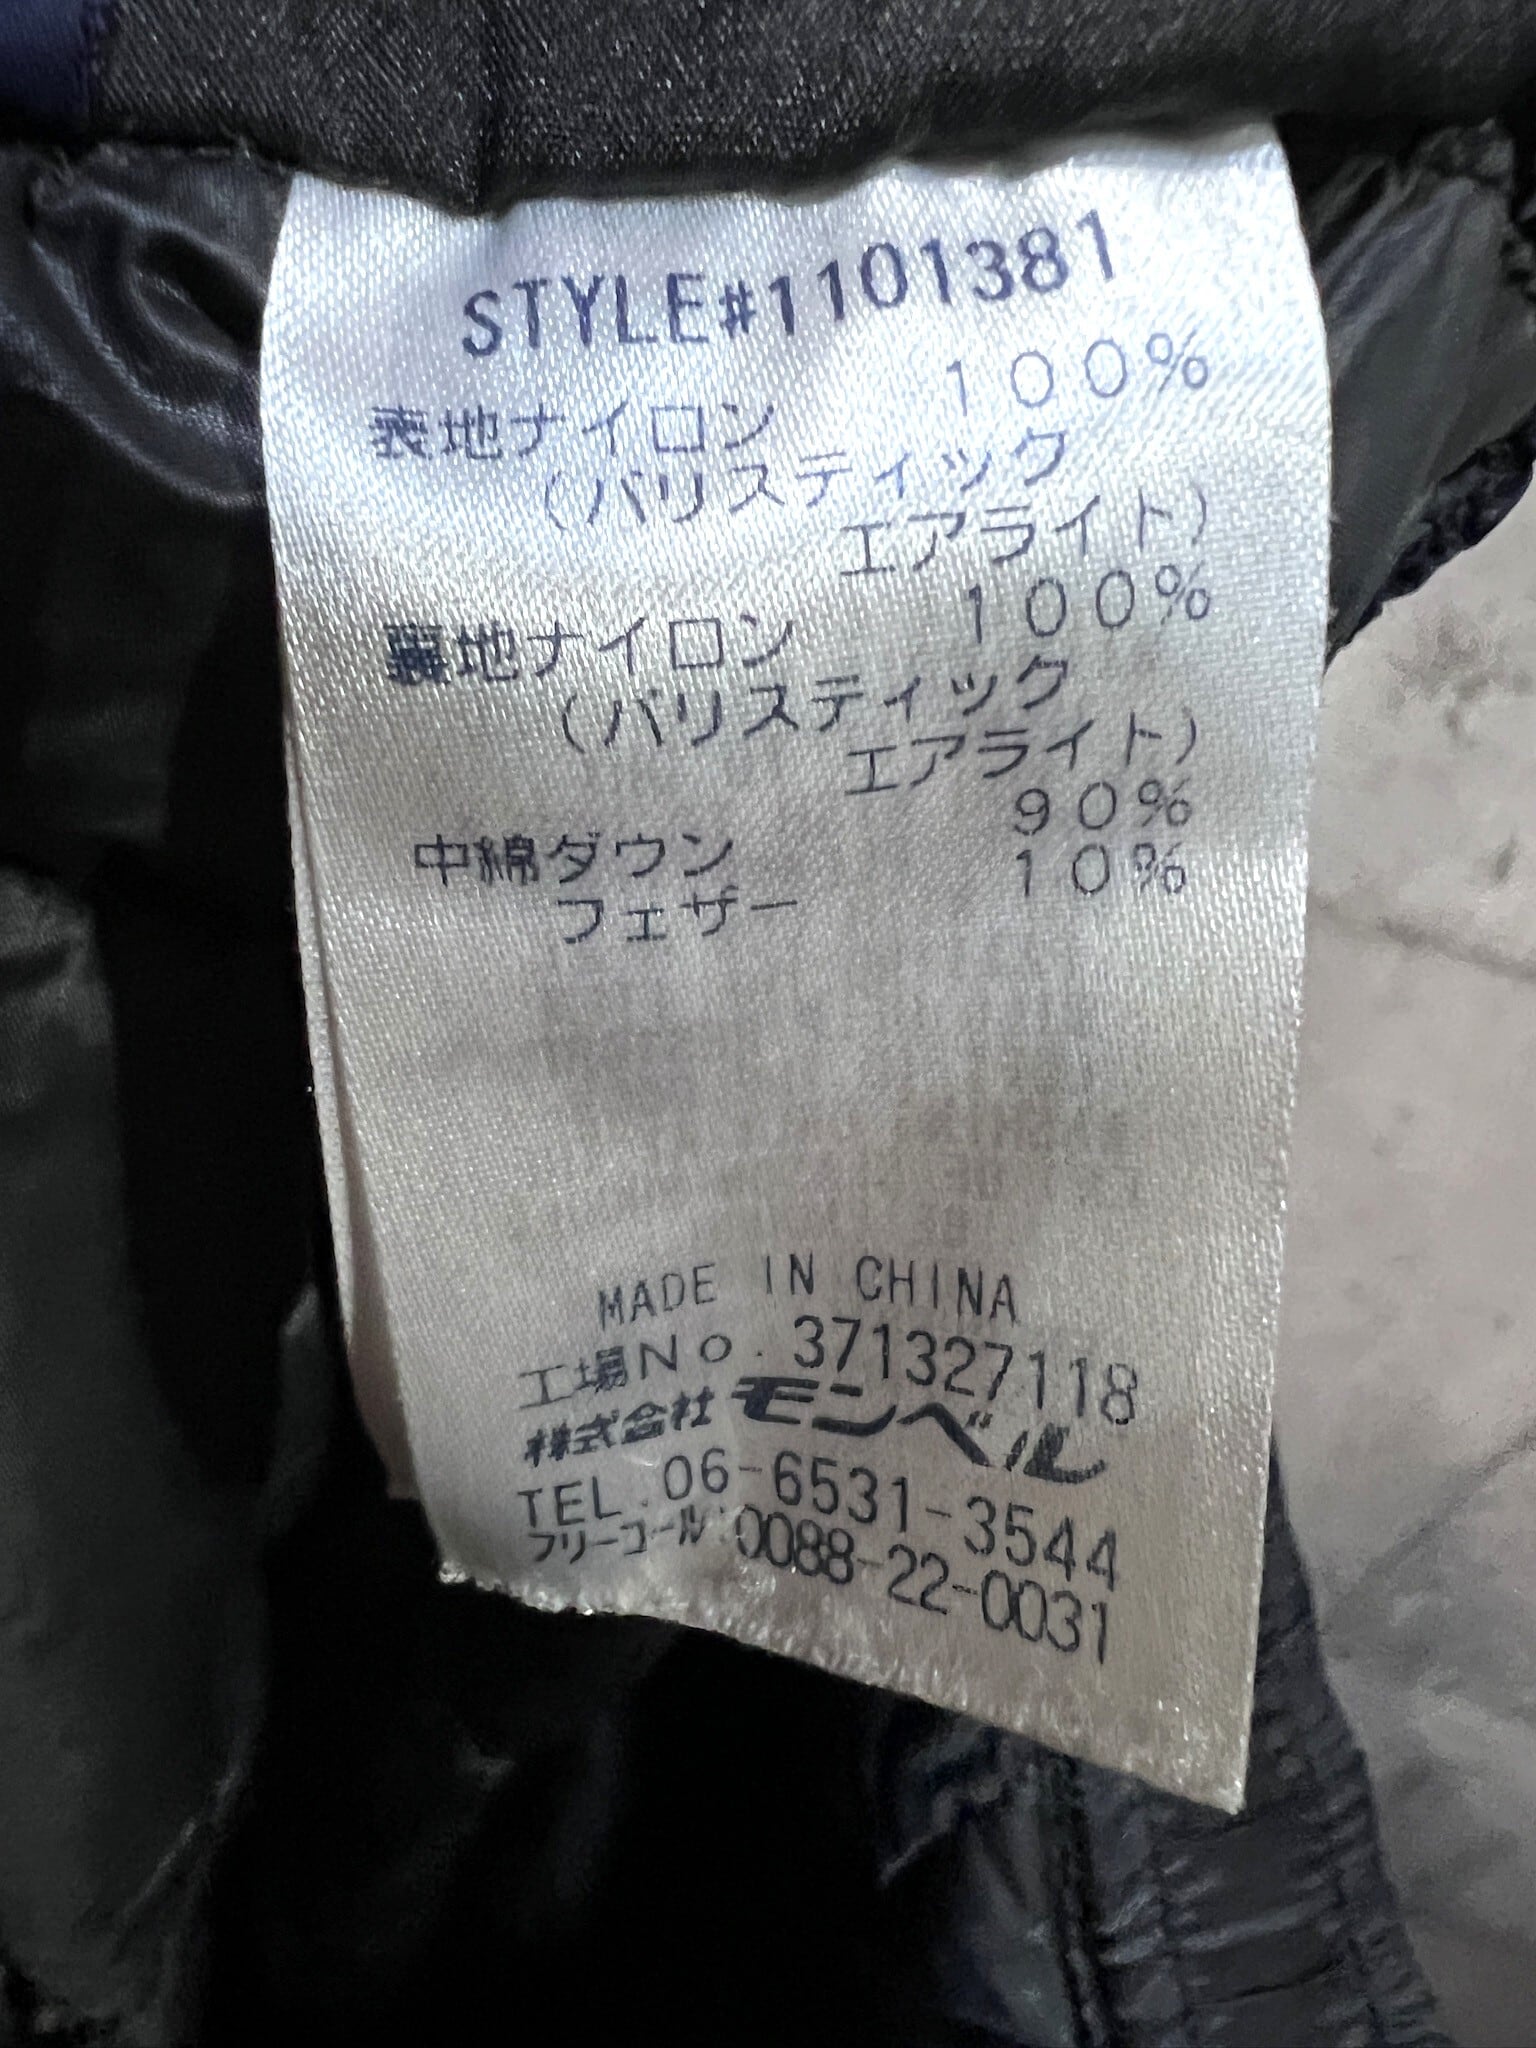 STYLE#1101381
表地ナイロン 100%
(バリスティック
エアライト)
裏地ナイロン 100%
(バリスティック
エアライト)
中綿ダウン 90%
フェザー 10%
MADE IN CHINA
工場No. 371327118
株式会社モンベル
TEL.06-6531-3544
フリーコール:0088-22-0031